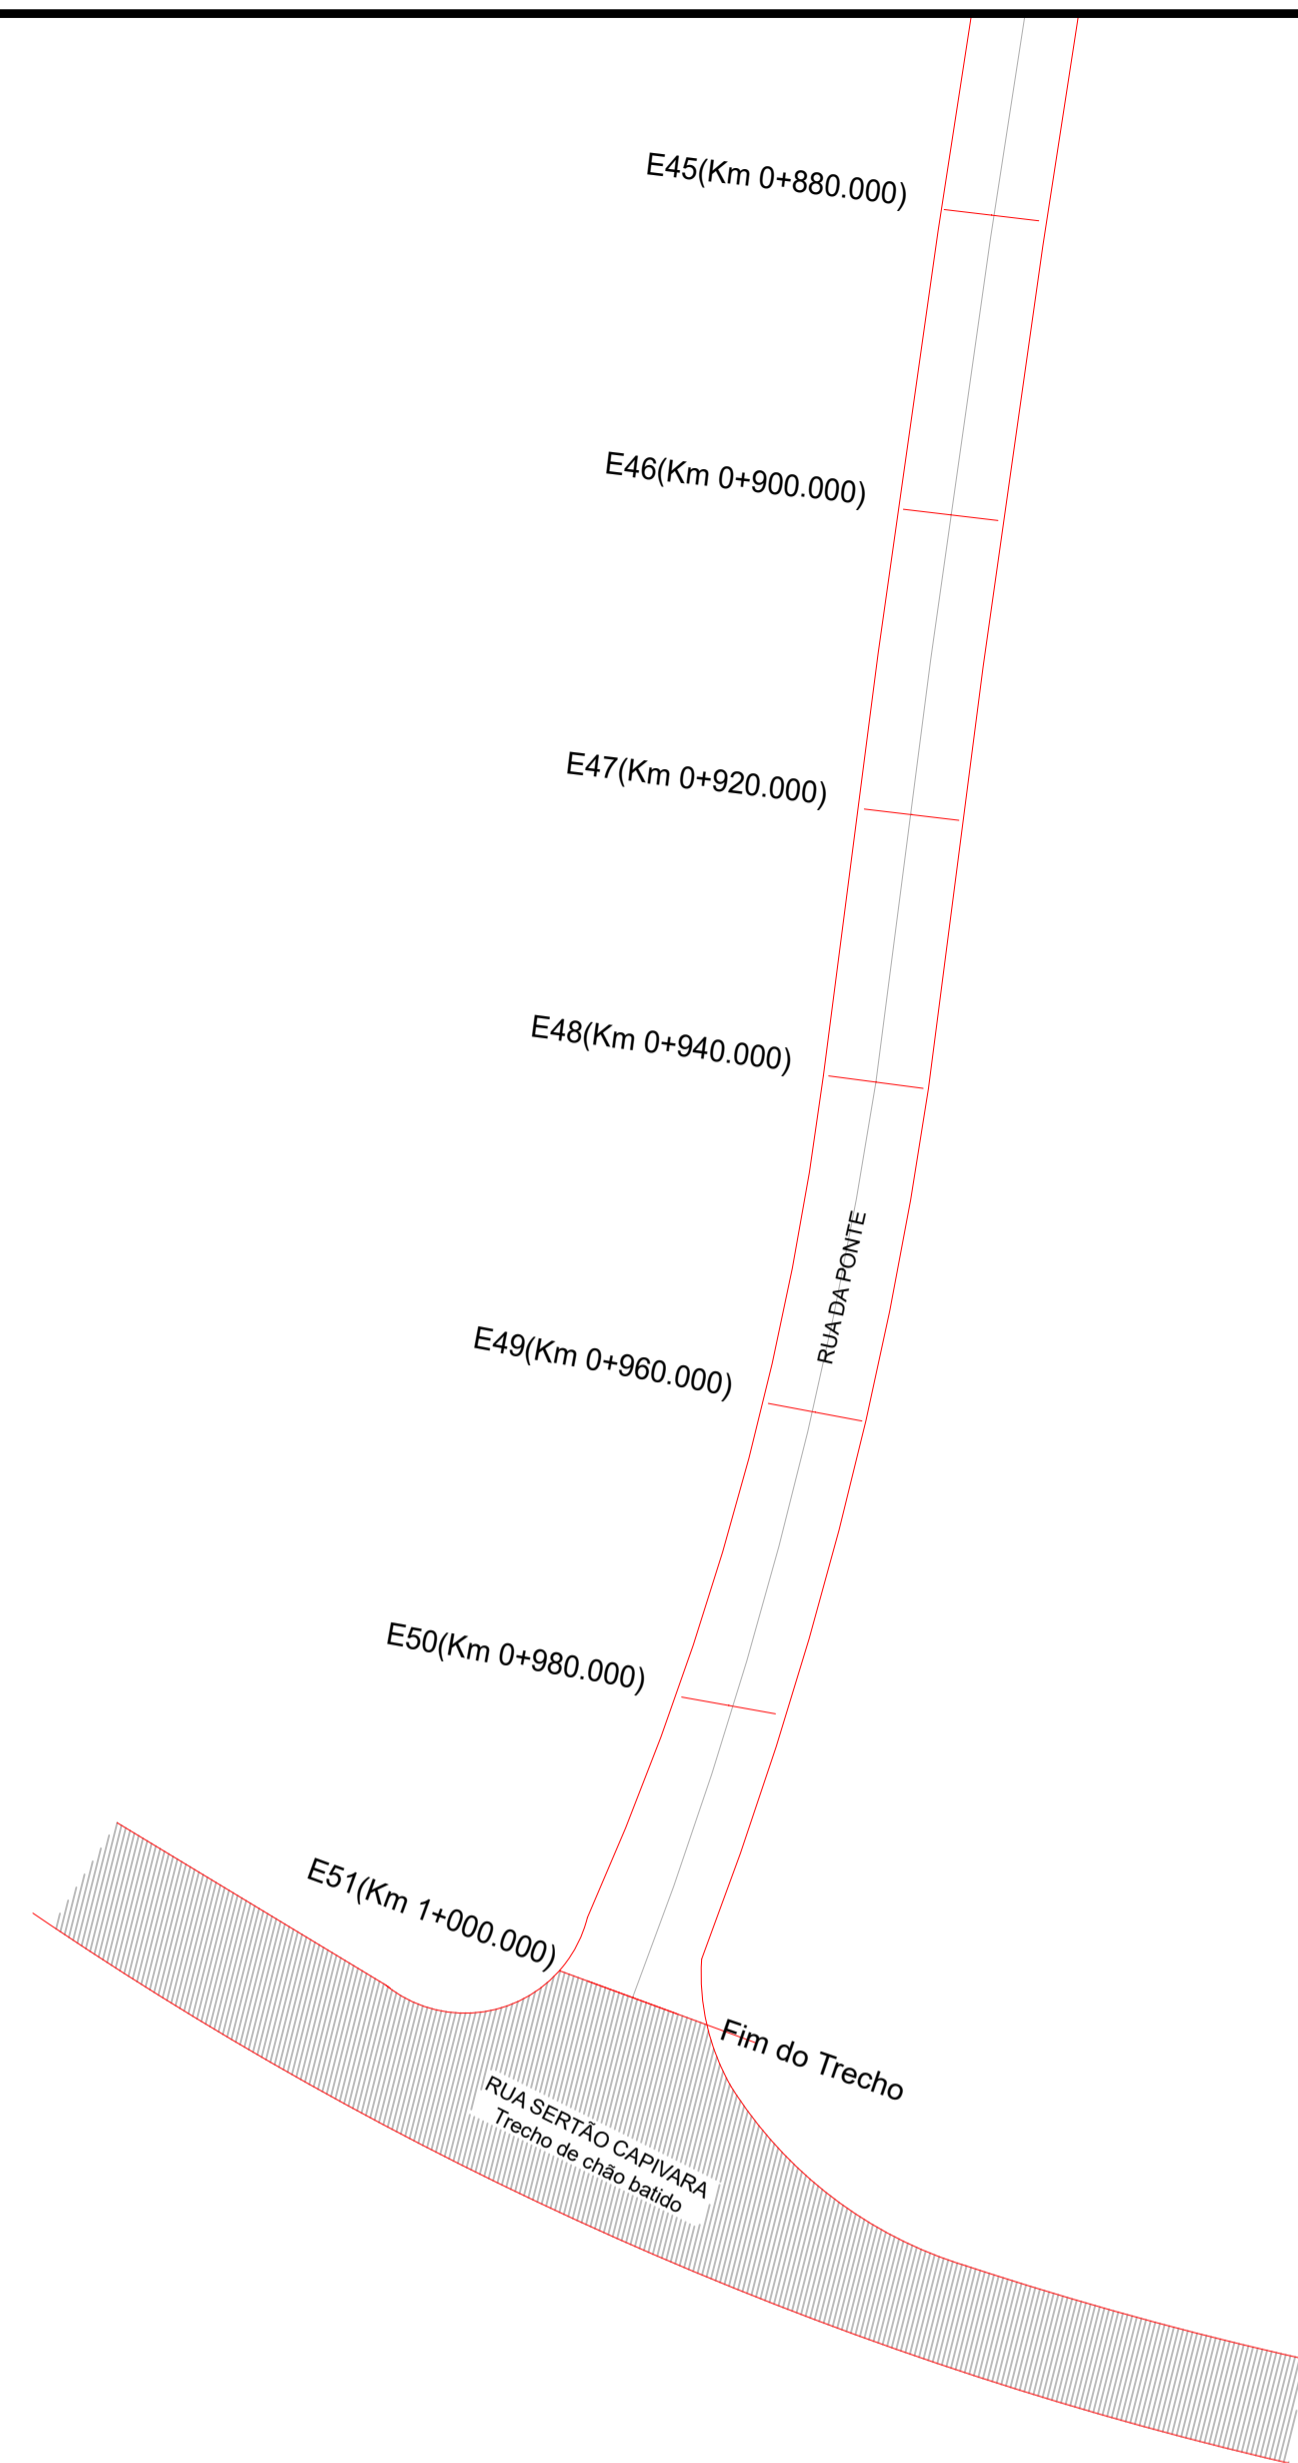 E45(Km 0+880.000)
E46(Km 0+900.000)
E47(Km 0+920.000)
E48(Km 0+940.000)
RUA DA PONTE
E49(Km 0+960.000)
E50(Km 0+980.000)
E51(Km 1+000.000)
Fim do Trecho
RUA SERTÃO CAPIVARA
Trecho de chão batido